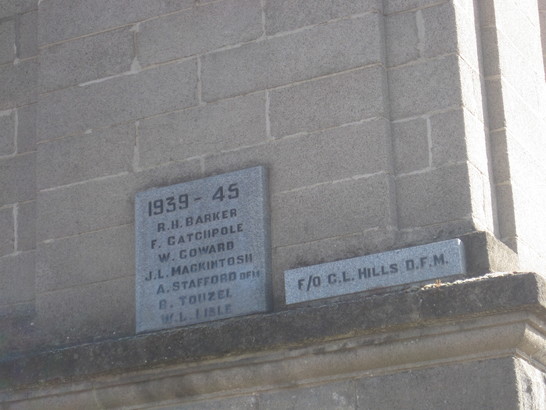 1939 - 45
R.H. BARKER
F. CATCHPOLE
W. COWARD
J.L. MACKINTOSH
A. STAFFORD DFM
TOUZEL
W.L. LISLE
F/O C.L. HILLS D.F.M.